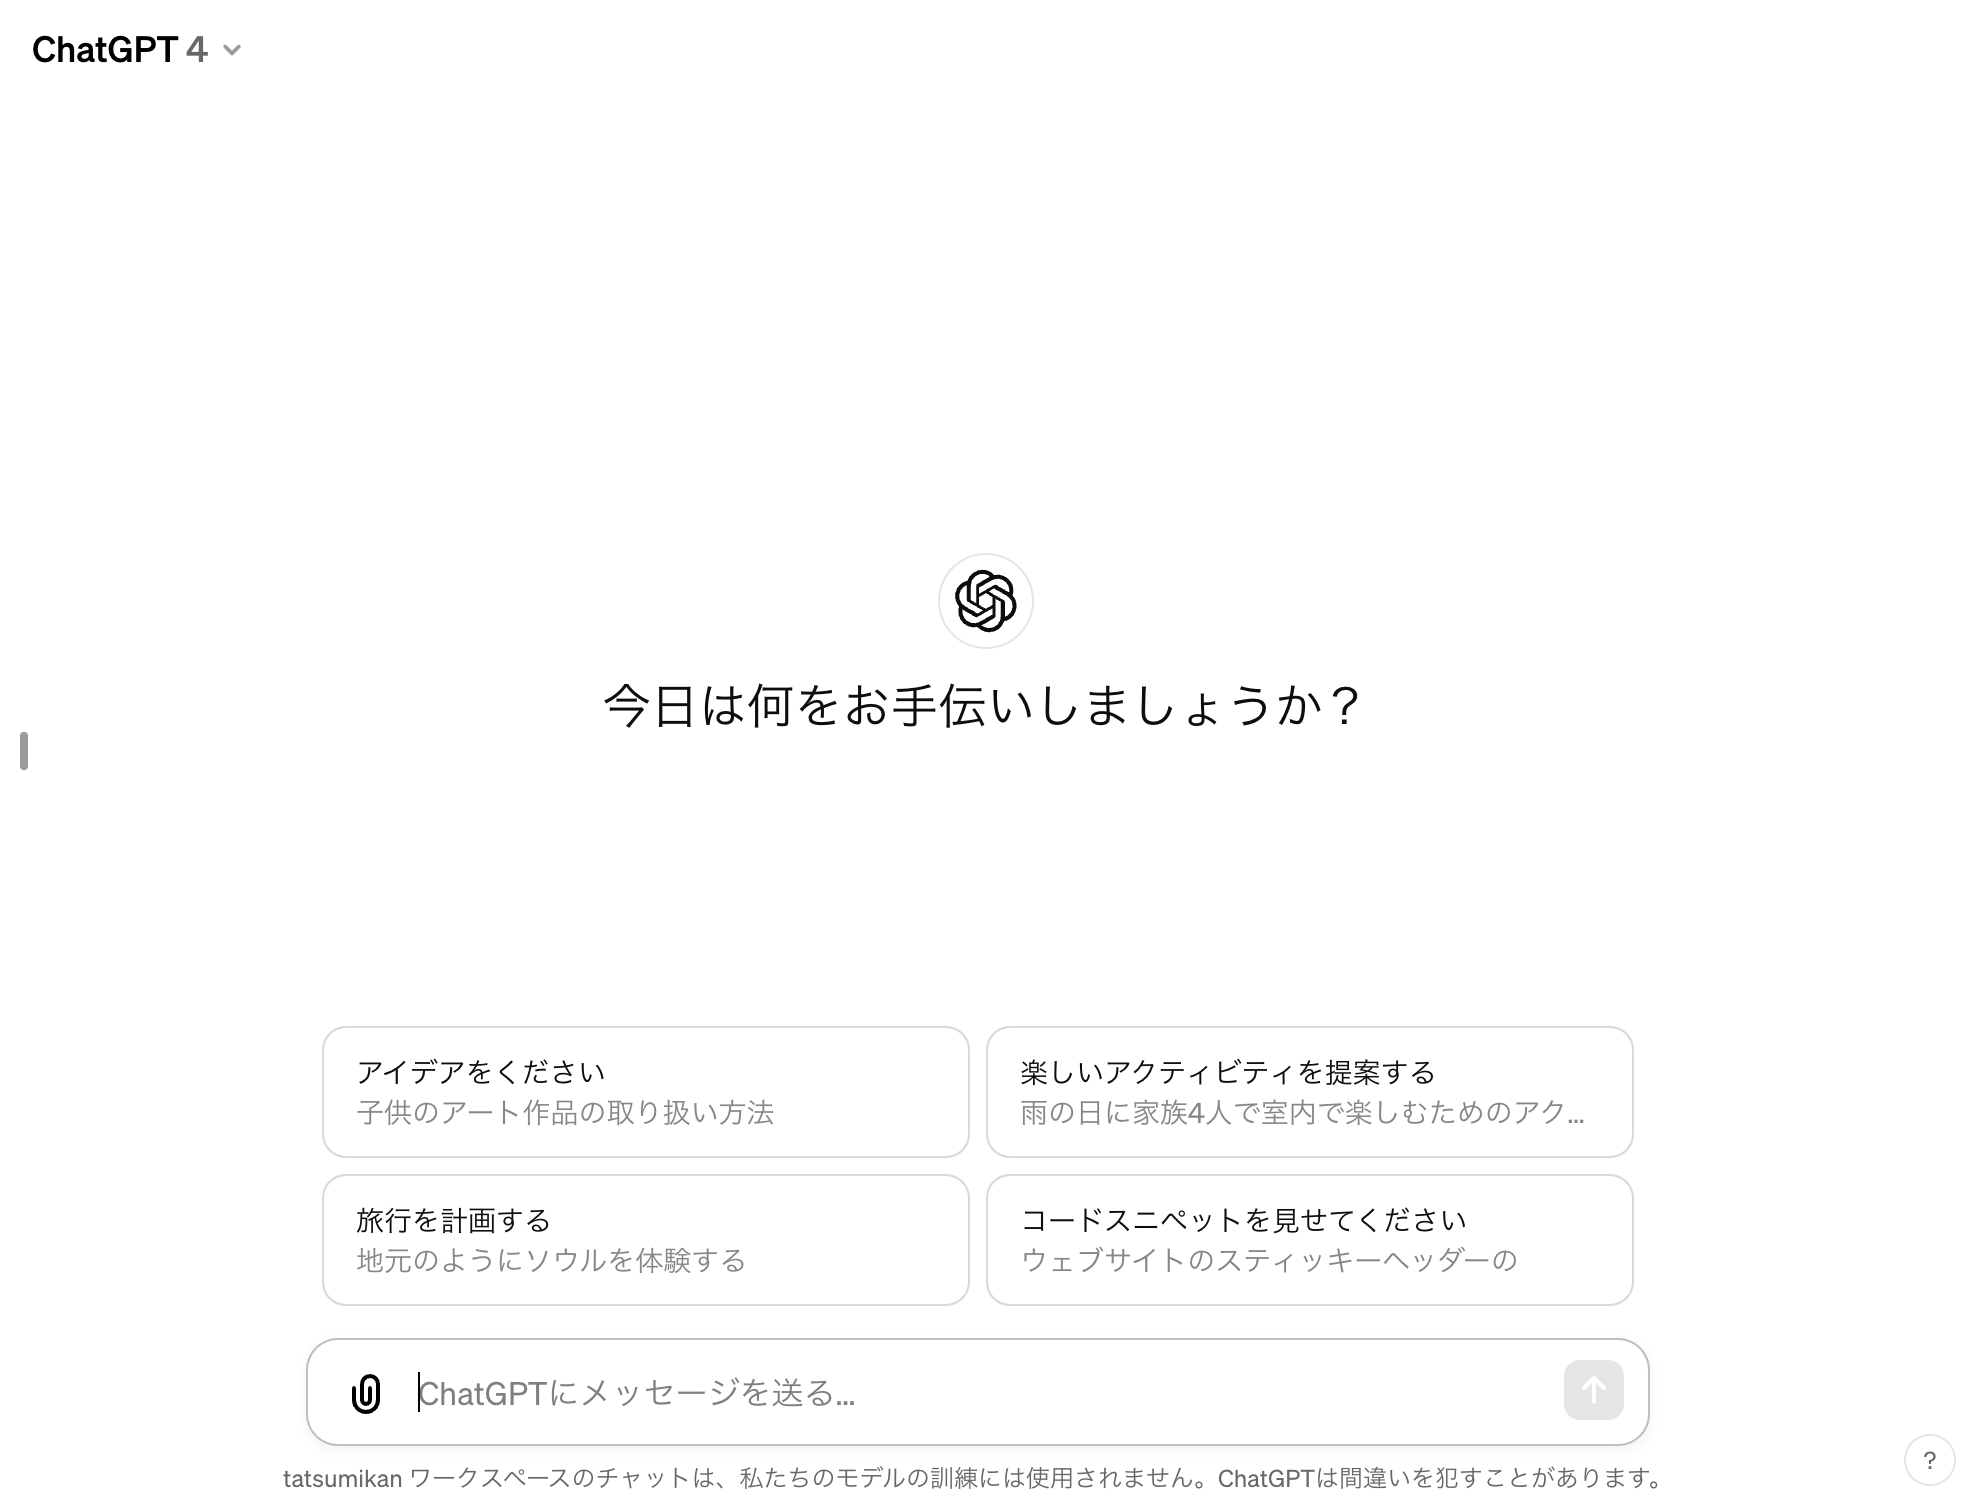 ChatGPT 4
今日は何をお手伝いしましょうか？
アイデアをください
子供のアート作品の取り扱い方法
楽しいアクティビティを提案する
雨の日に家族4人で室内で楽しむためのアク...
旅行を計画する
地元のようにソウルを体験する
コードスニペットを見せてください
ウェブサイトのスティッキーヘッダーの
ChatGPTにメッセージを送る...
tatsumikan ワークスペースのチャットは、私たちのモデルの訓練には使用されません。ChatGPTは間違いを犯すことがあります。
?